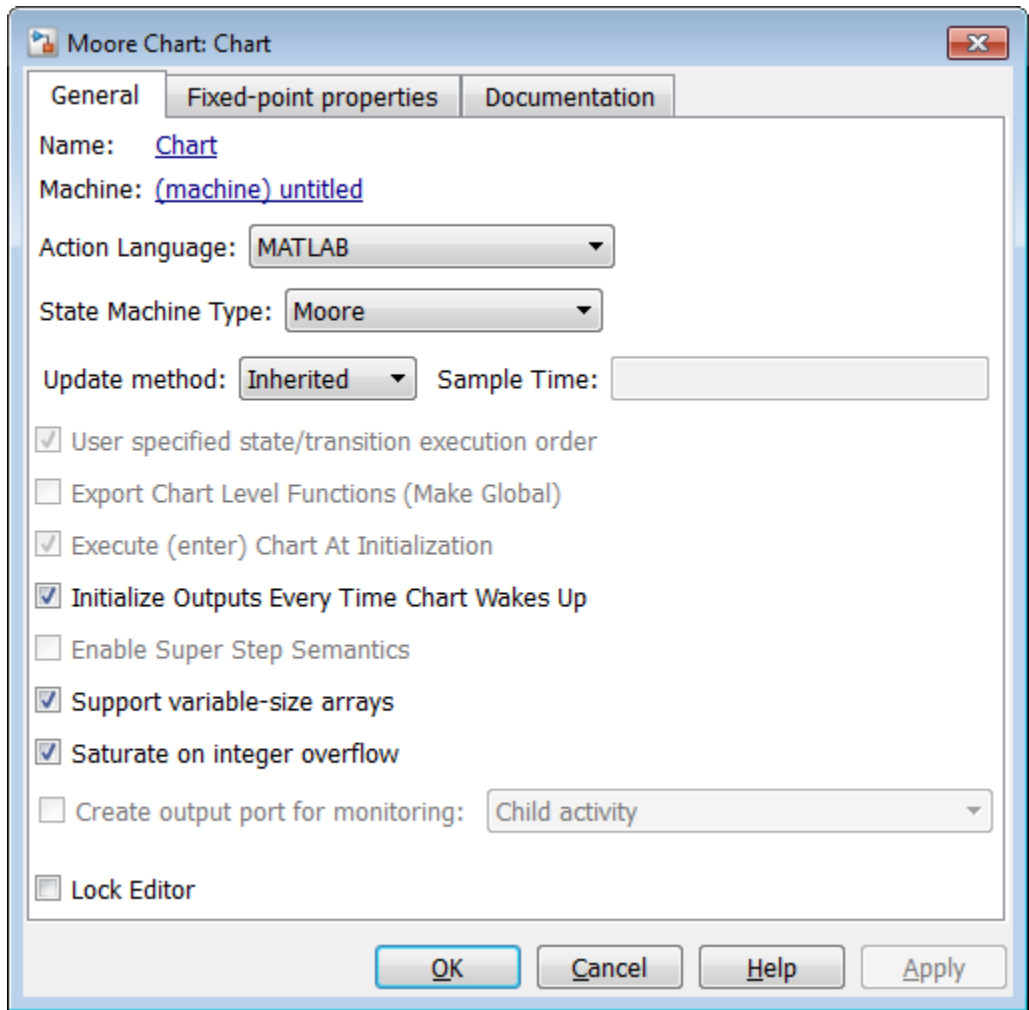 Moore Chart: Chart
General Fixed-point properties Documentation
Name: Chart
Machine: (machine) untitled
Action Language: MATLAB
State Machine Type: Moore
Update method: Inherited Sample Time:
User specified state/transition execution order
Export Chart Level Functions (Make Global)
Execute (enter) Chart At Initialization
Initialize Outputs Every Time Chart Wakes Up
Enable Super Step Semantics
Support variable-size arrays
Saturate on integer overflow
Create output port for monitoring: Child activity
Lock Editor
OK Cancel Help Apply